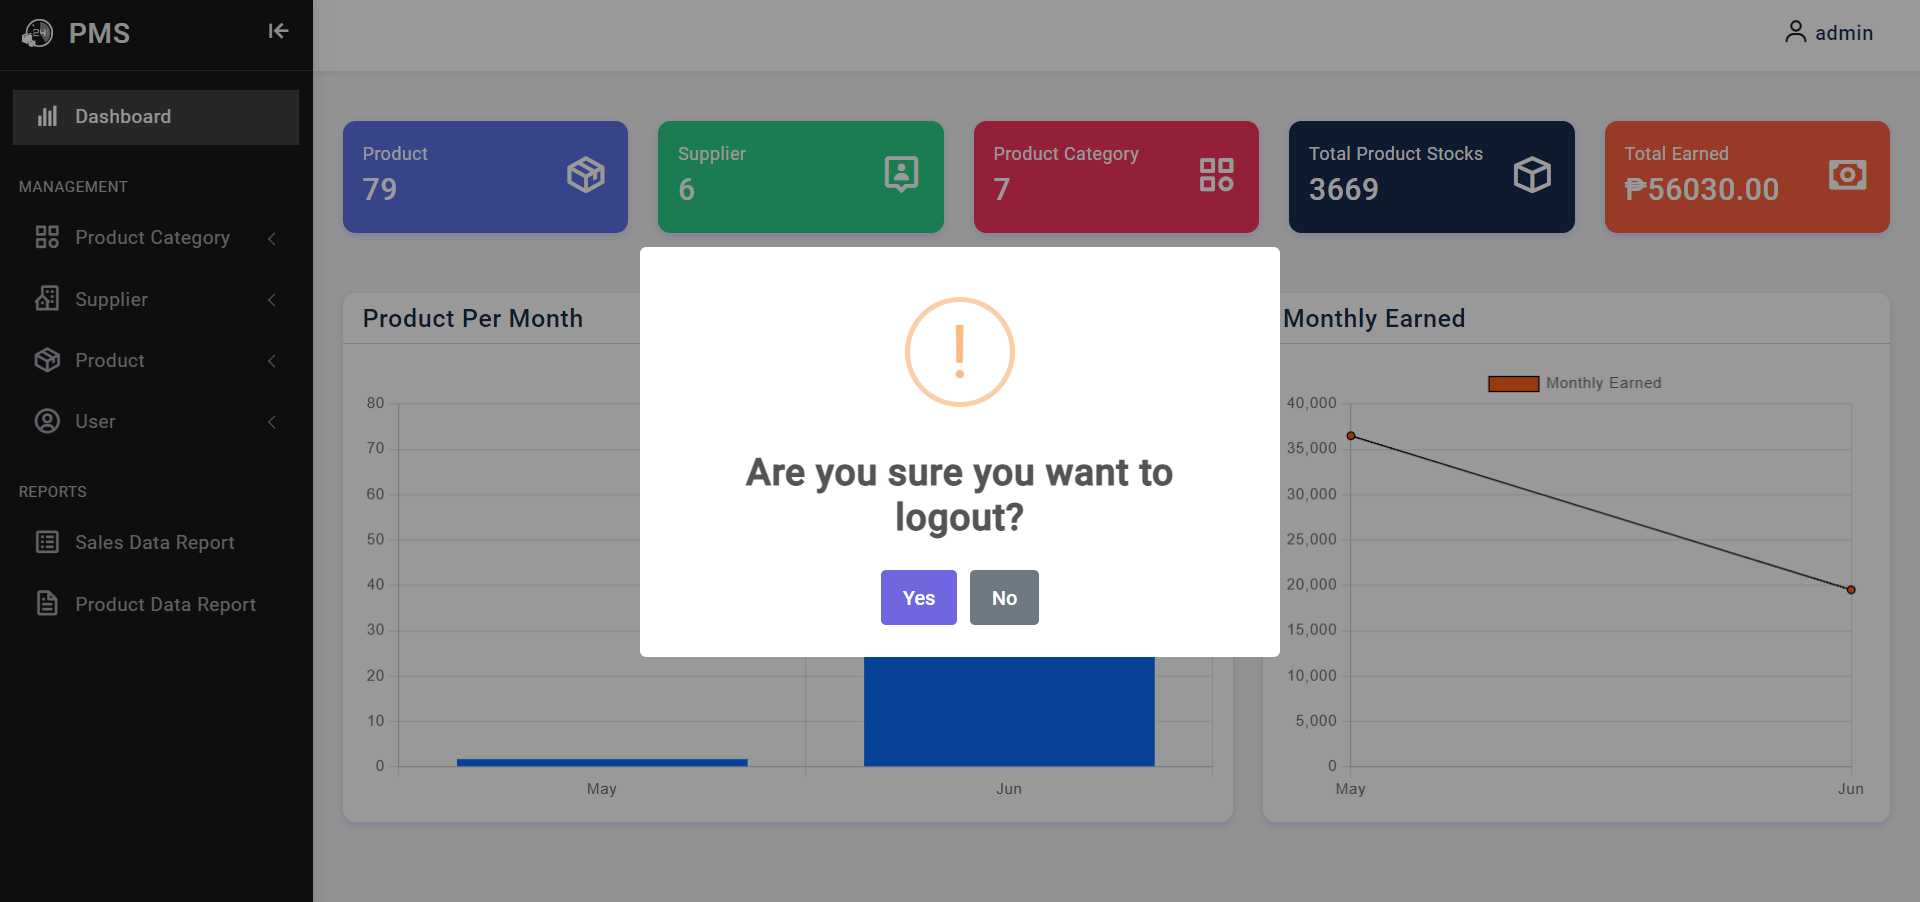 PMS
admin
Dashboard
MANAGEMENT
Product Category
Supplier
Product
User
REPORTS
Sales Data Report
Product Data Report
Product
79
Supplier
6
Product Category
7
Total Product Stocks
3669
Total Earned
₱56030.00
Product Per Month
80
70
60
50
40
30
20
10
0
May
Jun
Are you sure you want to
logout?
Yes
No
Monthly Earned
Monthly Earned
40,000
35,000
30,000
25,000
20,000
15,000
10,000
5,000
0
May
Jun